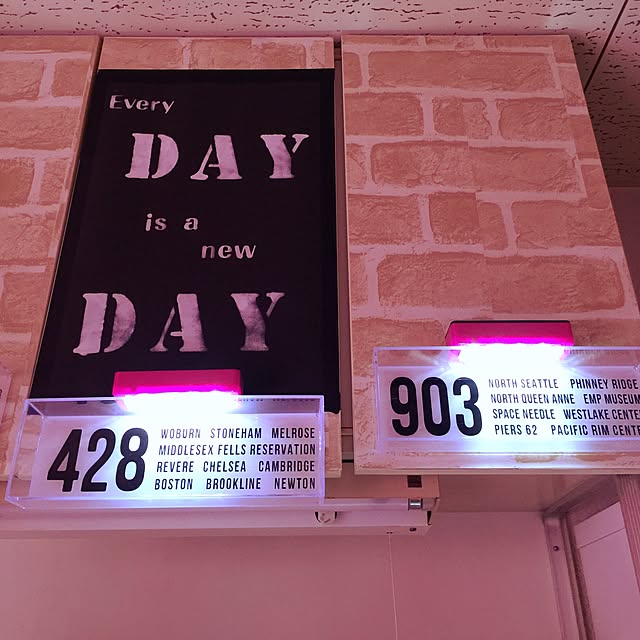 Every
DAY
is a
new
DAY
428
WOBURN STONEHAM MELROSE
MIDDLESEX FELLS RESERVATION
REVERE CHELSEA CAMBRIDGE
BOSTON BROOKLINE NEWTON
903
NORTH SEATTLE PHINNEY RIDGE
NORTH QUEEN ANNE EMP MUSEUM
SPACE NEEDLE WESTLAKE CENTE
PIERS 62 PACIFIC RIM CENT